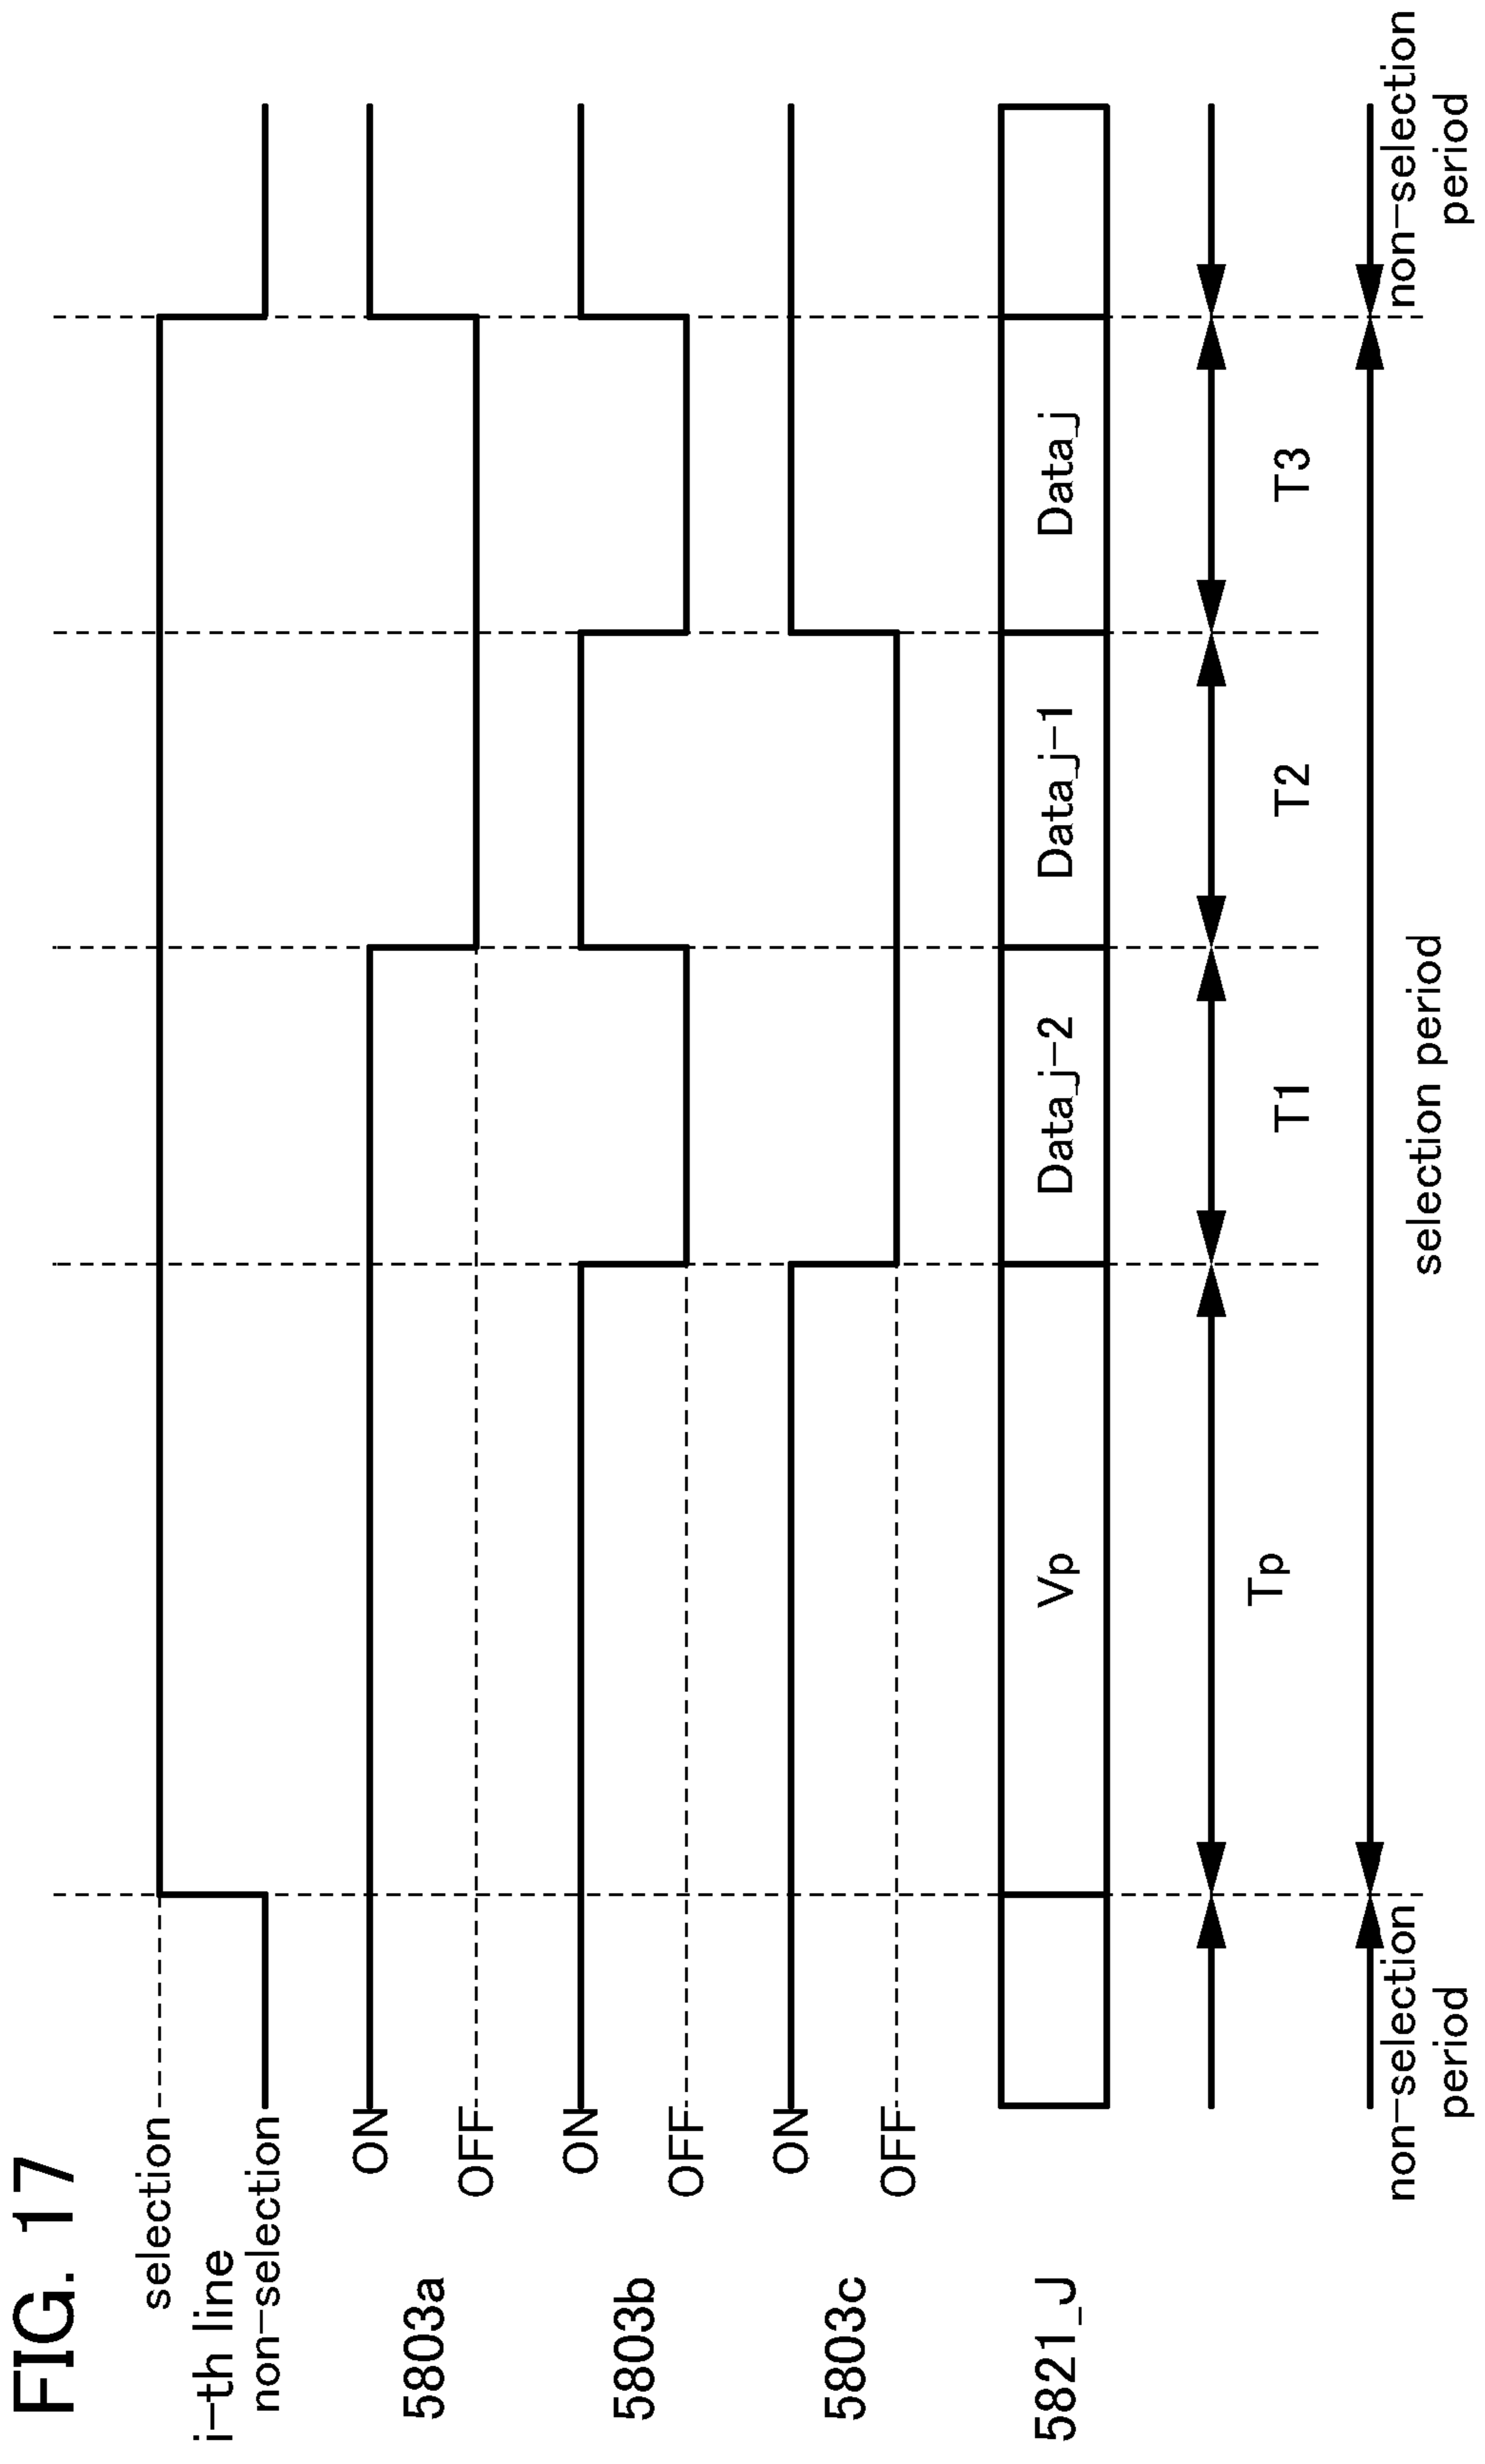 FIG. 17
selection
i-th line
non-selection
5803a
ON
OFF
5803b
ON
OFF
5803c
ON
OFF
5821_J
Vp
Data_j-2
Data_j-1
Data_j
Tp
T1
T2
T3
non-selection
period
selection period
non-selection
period